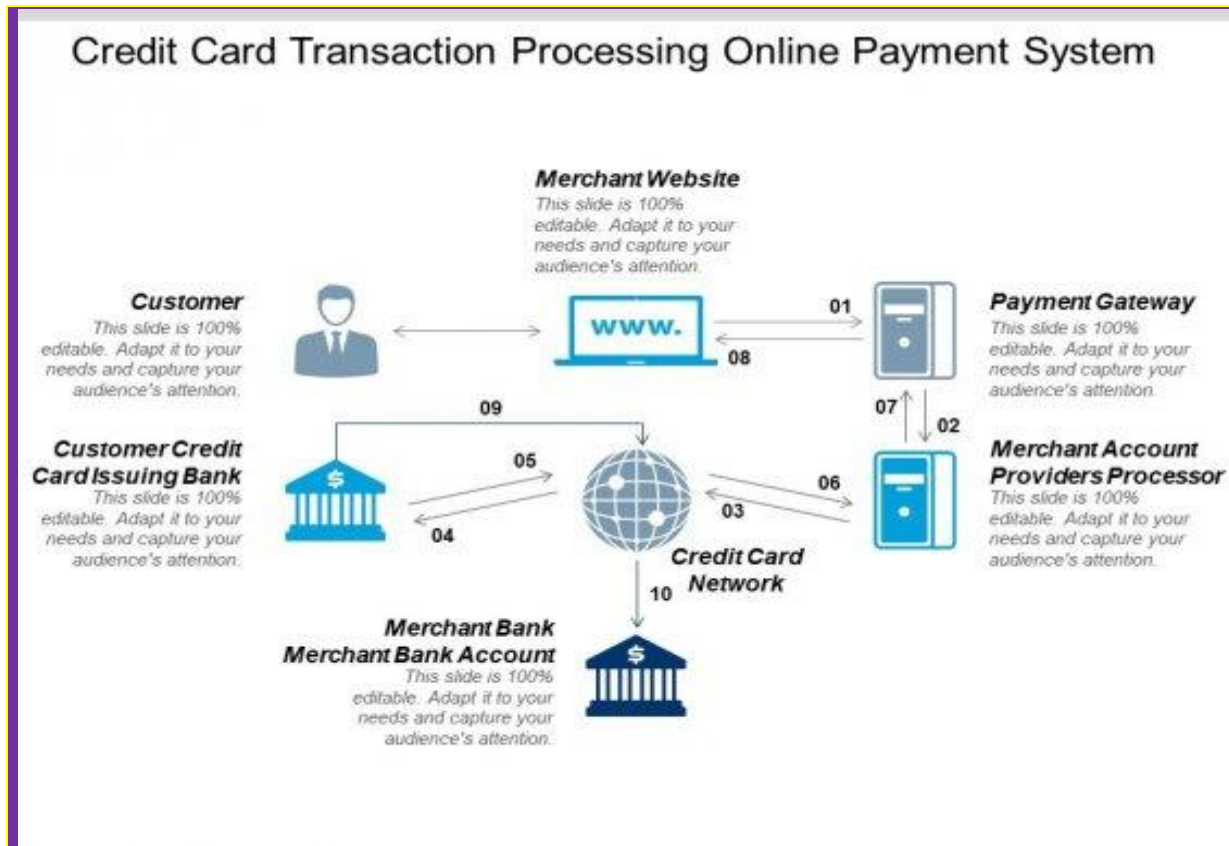 Credit Card Transaction Processing Online Payment System
Merchant Website
This slide is 100%
editable. Adapt it to your
needs and capture your
audience's attention.
Customer
This slide is 100%
editable. Adapt it to your
needs and capture your
audience's attention.
www.
01
08
Payment Gateway
This slide is 100%
editable. Adapt it to your
needs and capture your
audience's attention.
09
07
02
Customer Credit
Card Issuing Bank
This slide is 100%
editable. Adapt it to your
needs and capture your
audience's attention.
$
05
04
06
03
Merchant Account
Providers Processor
This slide is 100%
editable. Adapt it to your
needs and capture your
audience's attention.
Credit Card
Network
10
Merchant Bank
Merchant Bank Account
This slide is 100%
editable. Adapt it to your
needs and capture your
audience's attention.
$